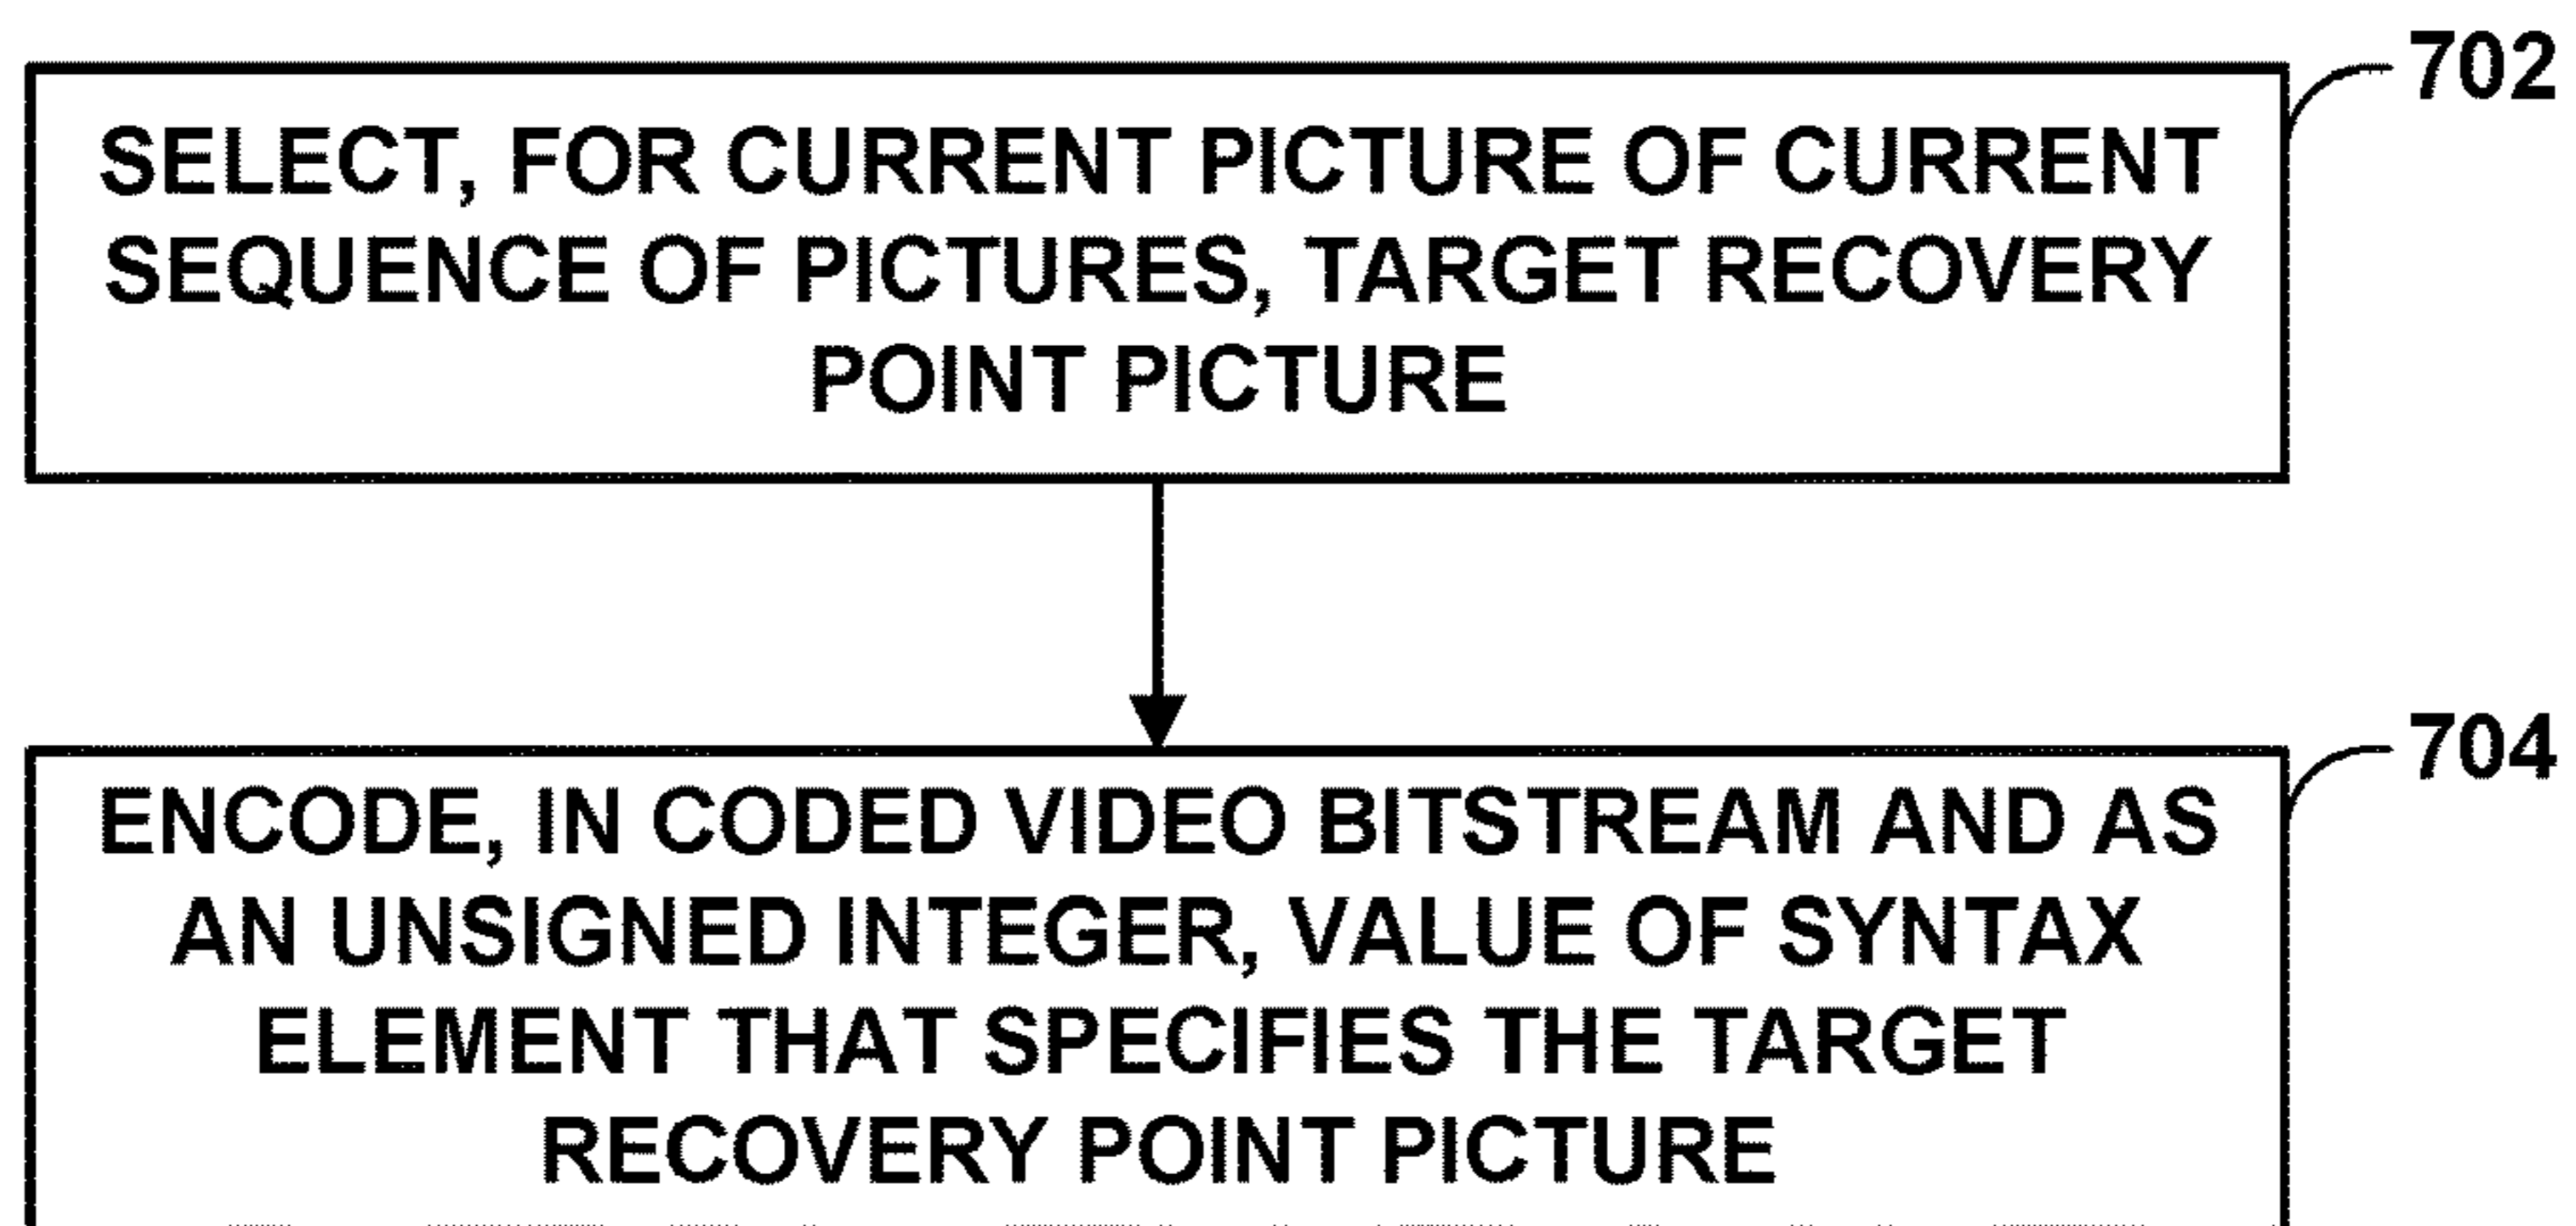 702
SELECT, FOR CURRENT PICTURE OF CURRENT
SEQUENCE OF PICTURES, TARGET RECOVERY
POINT PICTURE
704
ENCODE, IN CODED VIDEO BITSTREAM AND AS
AN UNSIGNED INTEGER, VALUE OF SYNTAX
ELEMENT THAT SPECIFIES THE TARGET
RECOVERY POINT PICTURE